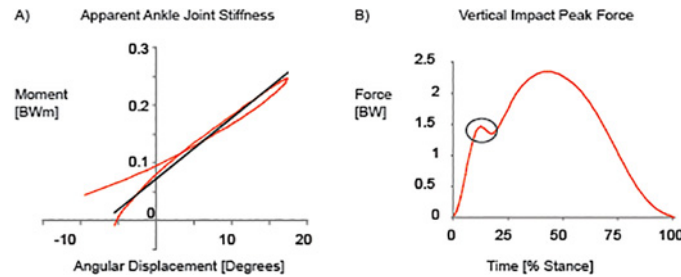 A) Apparent Ankle Joint Stiffness
0.3
Moment
[BWm]
0.2
0.1
0
-10 10 20
Angular Displacement [Degrees]
B) Vertical Impact Peak Force
2.5
Force
[BW]
2
1.5
1
0.5
0
0 25 50 75 100
Time [% Stance]